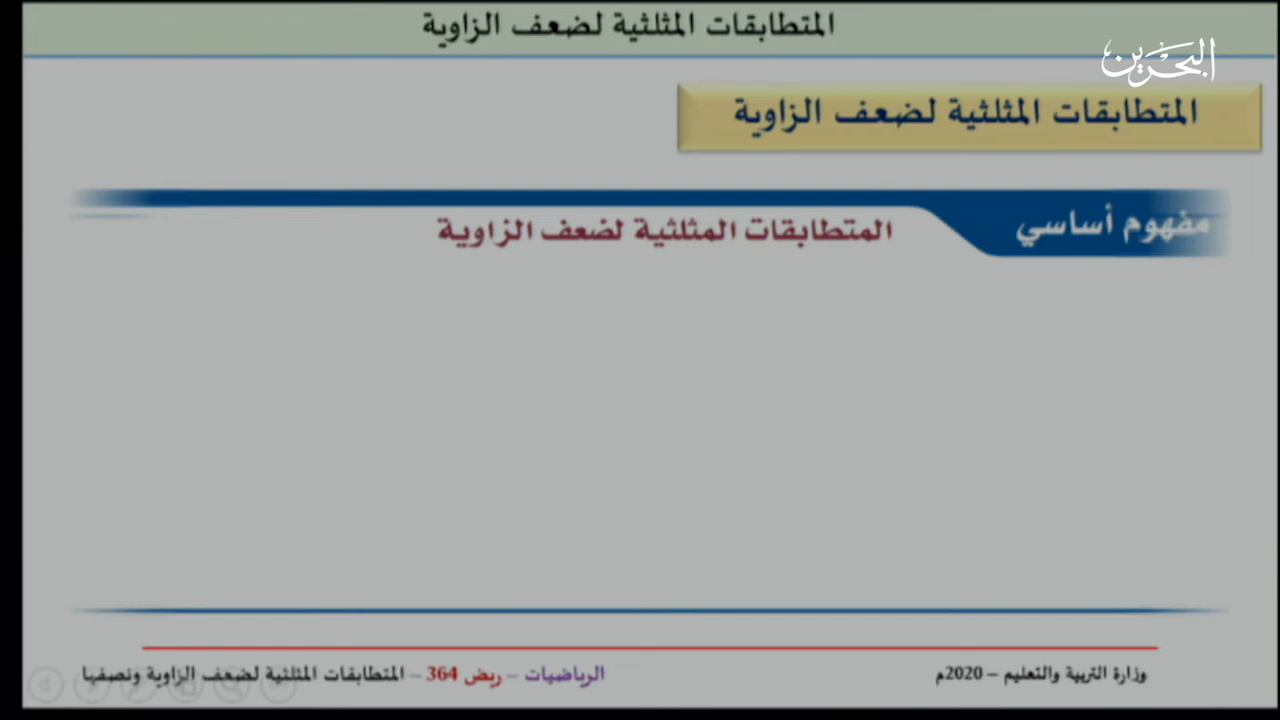 المتطابقات المثلثية لضعف الزاوية
البحرين
المتطابقات المثلثية لضعف الزاوية
مفهوم أساسي
المتطابقات المثلثية لضعف الزاوية
وزارة التربية والتعليم – 2020م
الرياضيات – ريض 364 – المتطابقات المثلثية لضعف الزاوية ونصفها